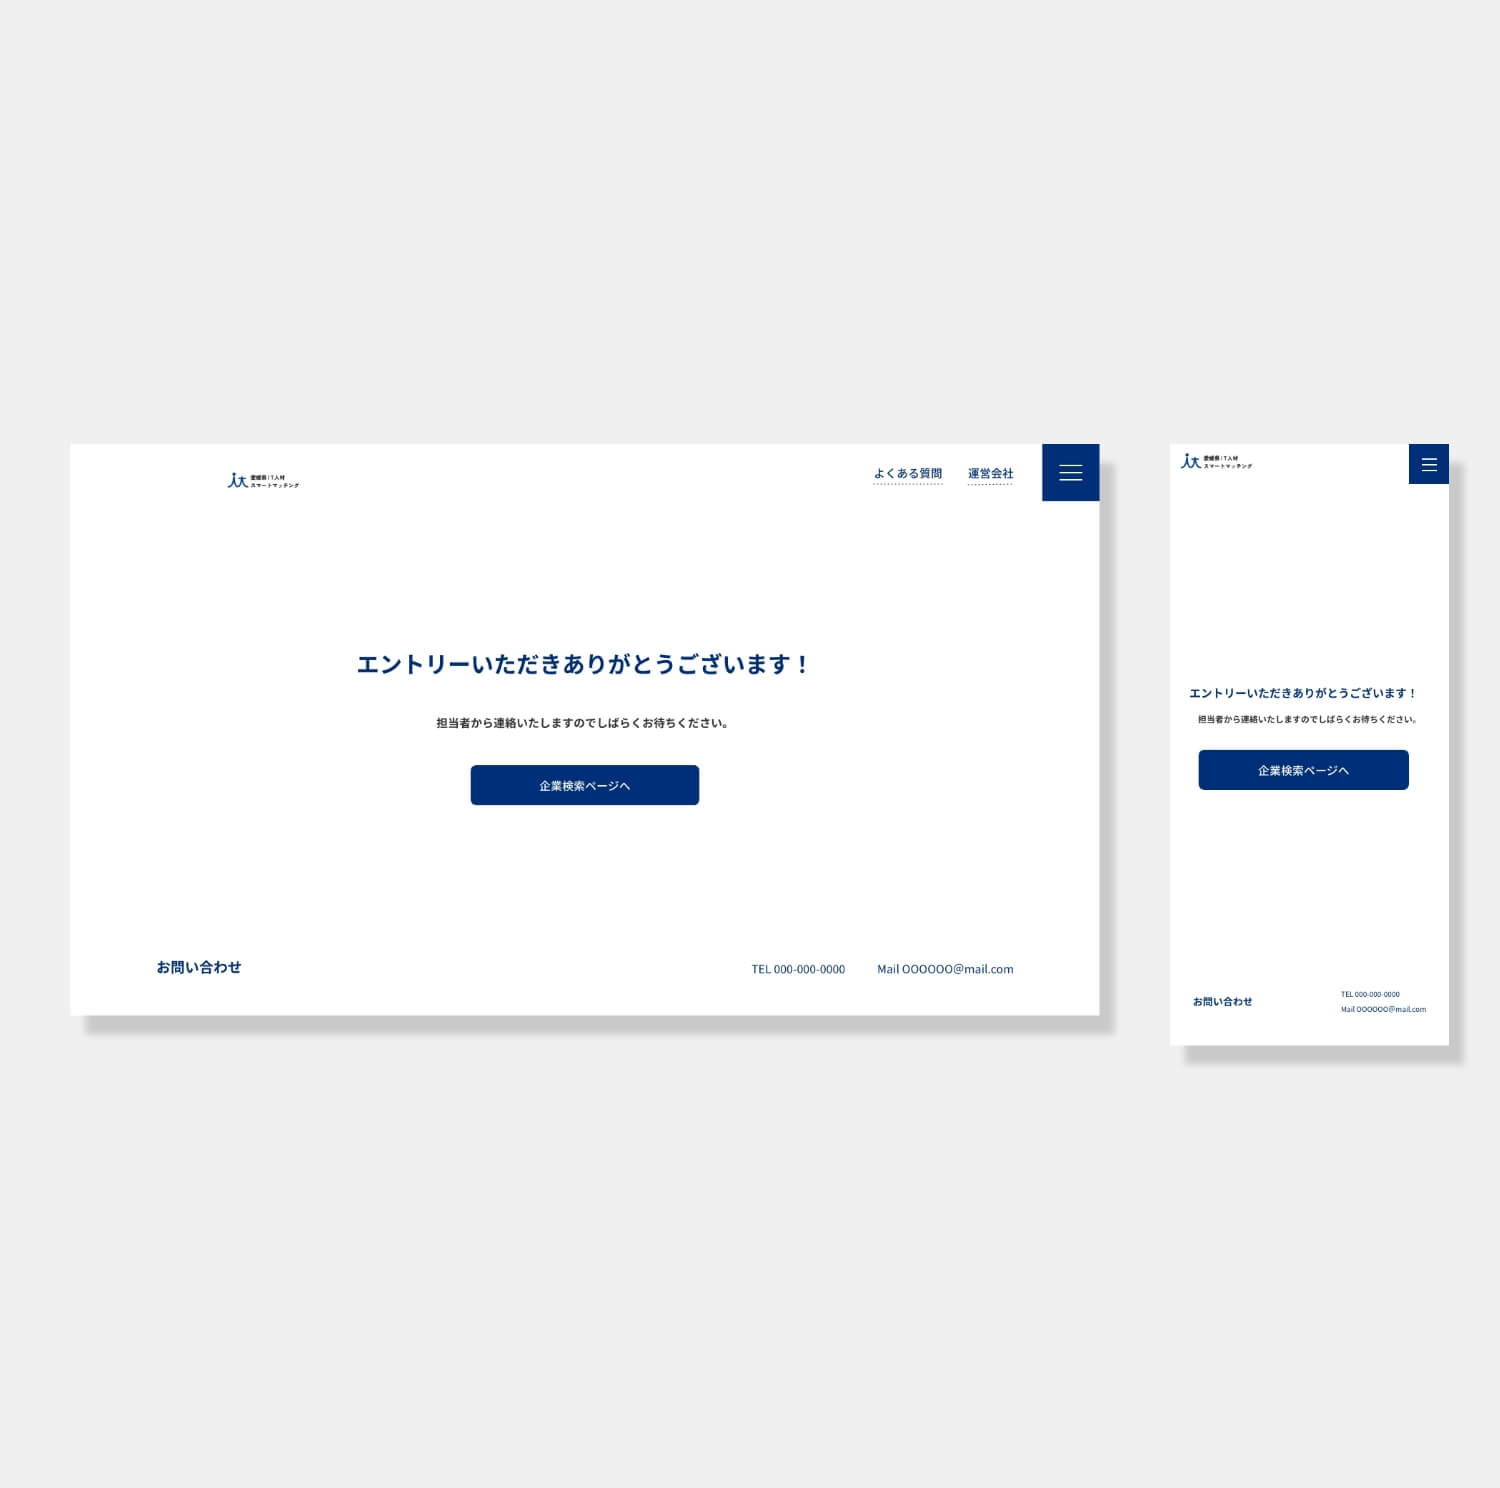 愛媛県IT人材
スマートマッチング
よくある質問 運営会社
エントリーいただきありがとうございます！
担当者から連絡いたしますのでしばらくお待ちください。
企業検索ページへ
お問い合わせ
TEL 000-000-0000 Mail OOOOOO@mail.com
愛媛県IT人材
スマートマッチング
エントリーいただきありがとうございます！
担当者から連絡いたしますのでしばらくお待ちください。
企業検索ページへ
お問い合わせ
TEL 000-000-0000
Mail OOOOOO@mail.com